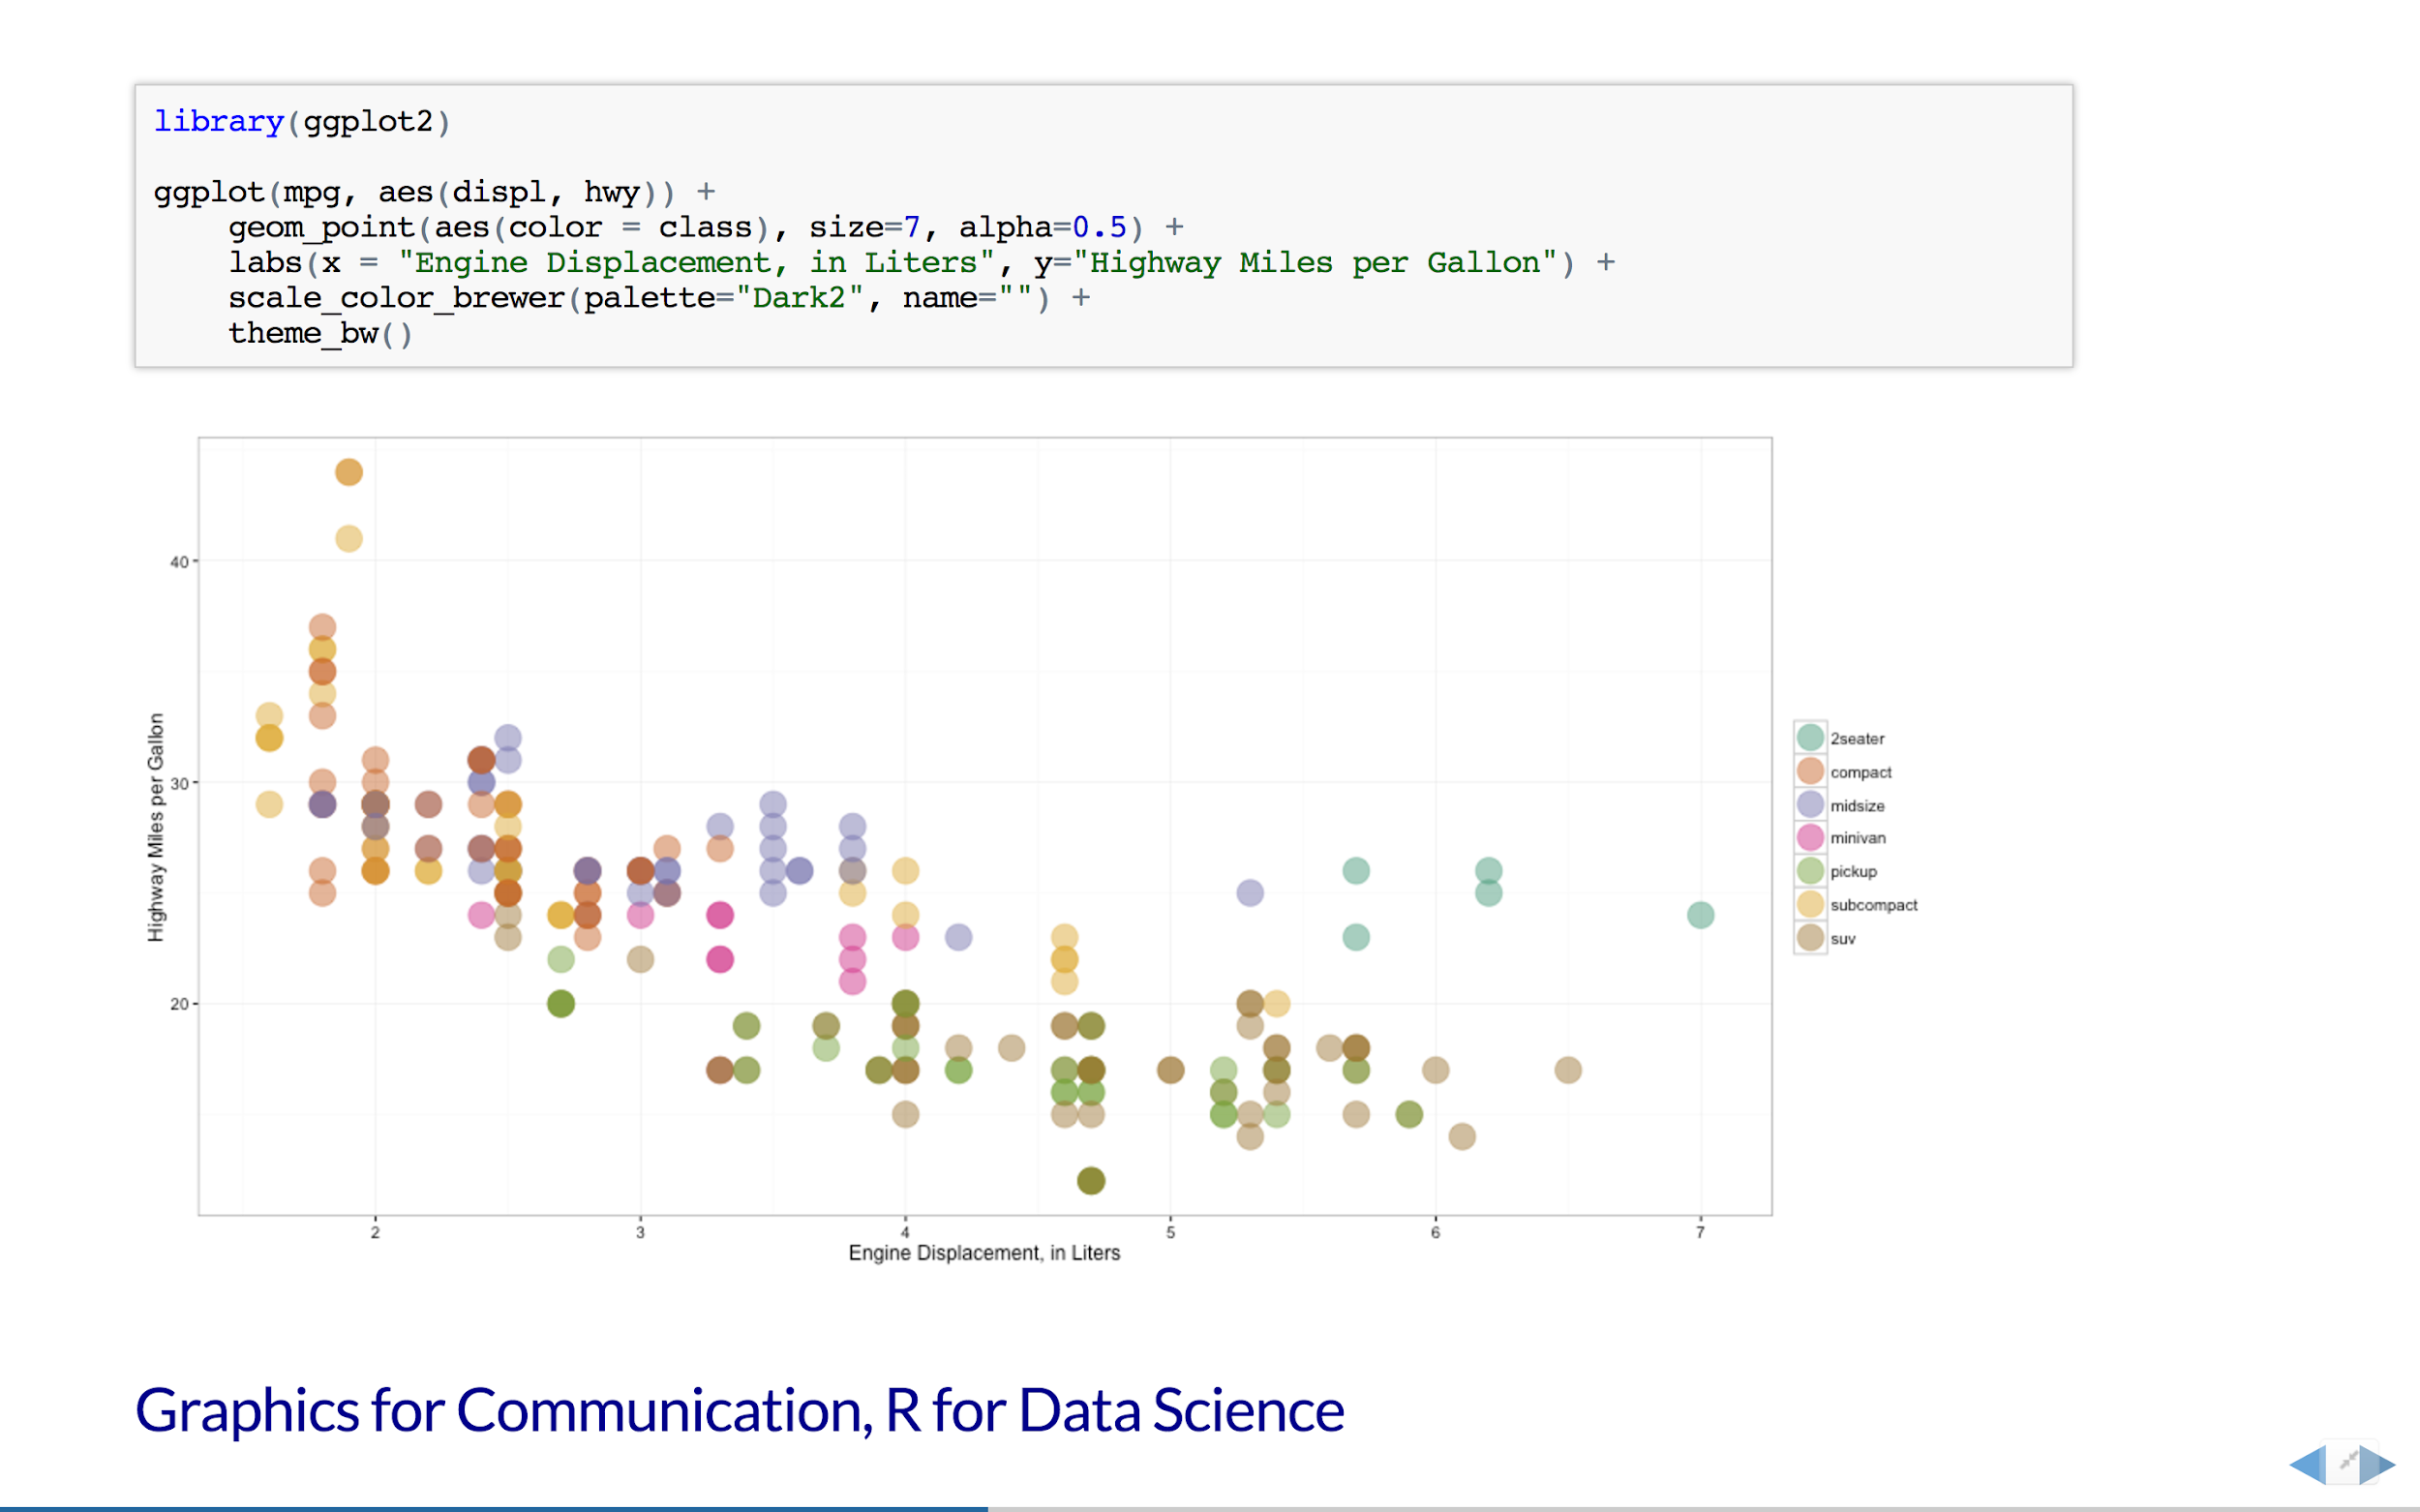 library(ggplot2)
ggplot(mpg, aes(displ, hwy)) +
    geom_point(aes(color = class), size=7, alpha=0.5) +
    labs(x = "Engine Displacement, in Liters", y="Highway Miles per Gallon") +
    scale_color_brewer(palette="Dark2", name="") +
    theme_bw()
Highway Miles per Gallon
40
30
20
2 3 4 5 6 7
Engine Displacement, in Liters
2seater
compact
midsize
minivan
pickup
subcompact
suv
Graphics for Communication, R for Data Science